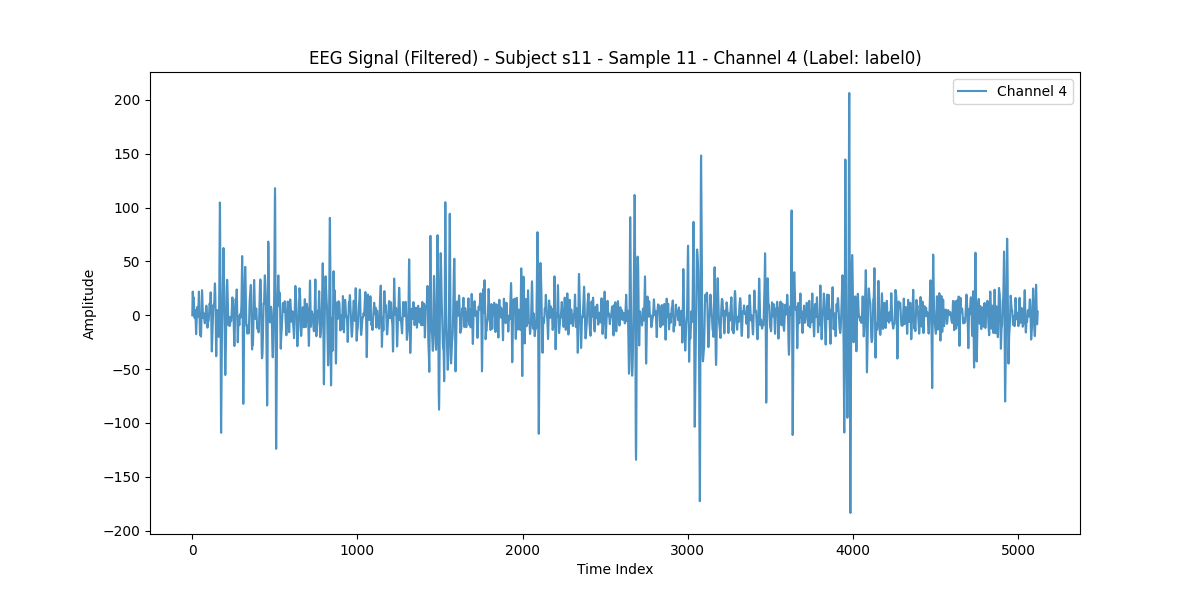 EEG Signal (Filtered) - Subject s11 - Sample 11 - Channel 4 (Label: label0)
Channel 4
200
150
100
50
0
−50
−100
−150
−200
Amplitude
0 1000 2000 3000 4000 5000
Time Index